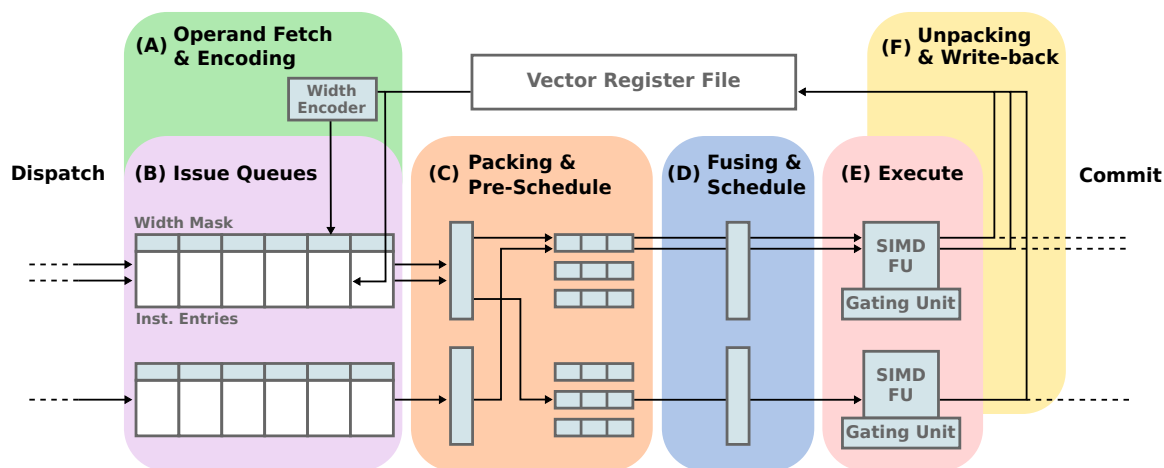 (A) Operand Fetch
& Encoding
(F) Unpacking
& Write-back
Vector Register File
Width
Encoder
Dispatch
(B) Issue Queues
(C) Packing &
Pre-Schedule
(D) Fusing &
Schedule
(E) Execute
Commit
Width Mask
SIMD
FU
Gating Unit
Inst. Entries
SIMD
FU
Gating Unit